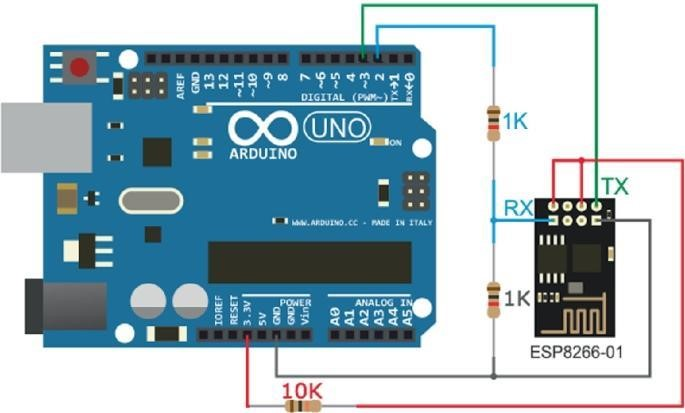 AREF
GND
13
12
~11
~10
~9
8
7
~6
~5
4
~3
2
TX→1
RX←0
DIGITAL (PWM~)
UNO
ARDUINO
ON
1K
TX
RX
WWW.ARDUINO.CC - MADE IN ITALY
1K
ESP8266-01
POWER
ANALOG IN
IOREF
RESET
3.3V
5V
GND
GND
Vin
A0
A1
A2
A3
A4
A5
10K